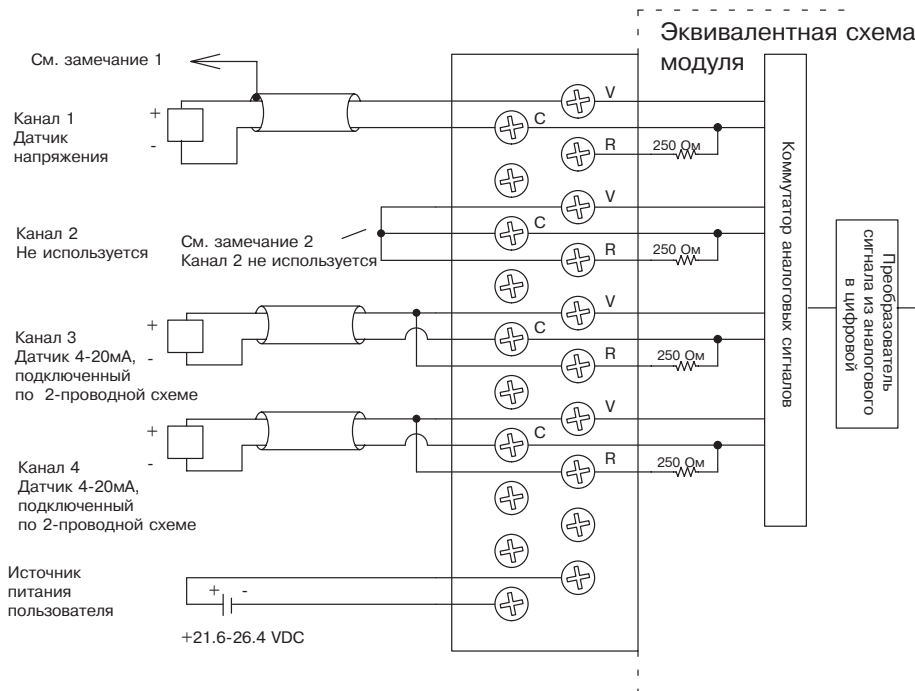 Эквивалентная схема
модуля
См. замечание 1
Канал 1
Датчик
напряжения
+
-
V
C
R
250 Ом
Канал 2
Не используется
См. замечание 2
Канал 2 не используется
V
C
R
250 Ом
Канал 3
Датчик 4-20мА,
подключенный
по 2-проводной схеме
+
-
V
C
R
250 Ом
Канал 4
Датчик 4-20мА,
подключенный
по 2-проводной схеме
+
-
V
C
R
250 Ом
Источник
питания
пользователя
+
-
+21.6-26.4 VDC
Коммутатор аналоговых сигналов
Преобразователь
сигнала из аналогового
в цифровой